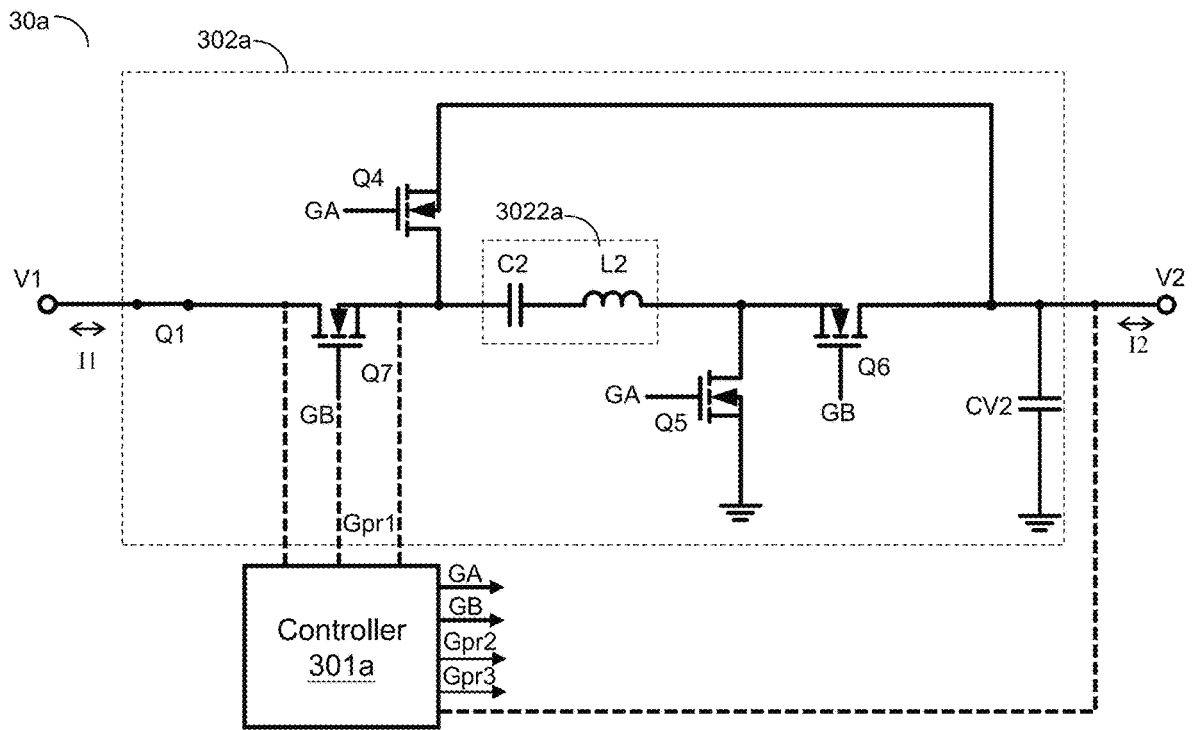 30a
302a
Q4
GA
3022a
C2
L2
V1
V2
I1
Q1
Q7
GB
GA
Q5
Q6
GB
CV2
I2
Gpr1
Controller
301a
GA
GB
Gpr2
Gpr3